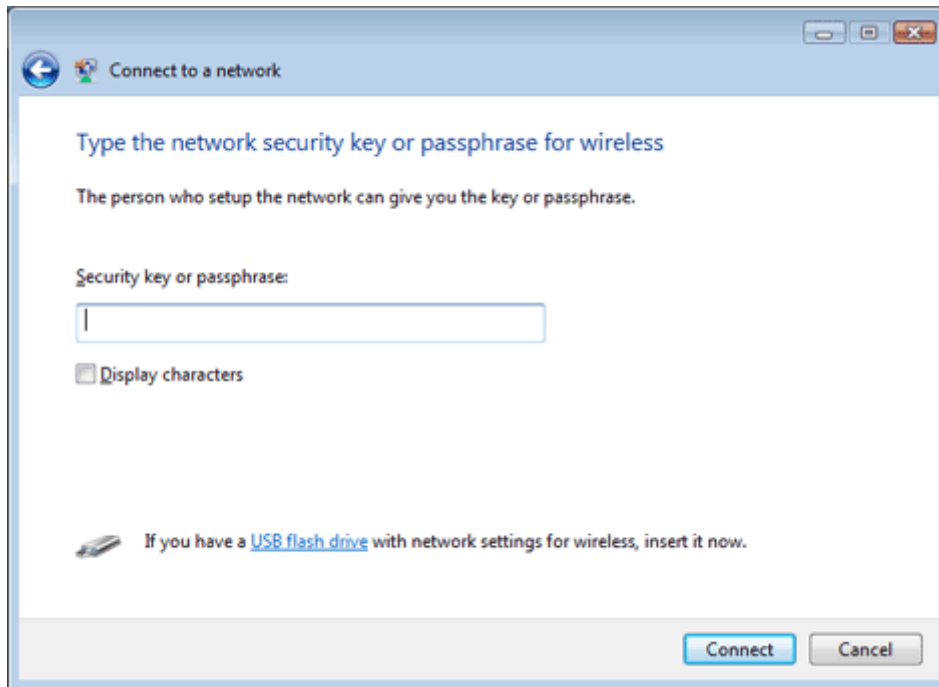 Connect to a network
Type the network security key or passphrase for wireless
The person who setup the network can give you the key or passphrase.
Security key or passphrase:
Display characters
If you have a USB flash drive with network settings for wireless, insert it now.
Connect Cancel